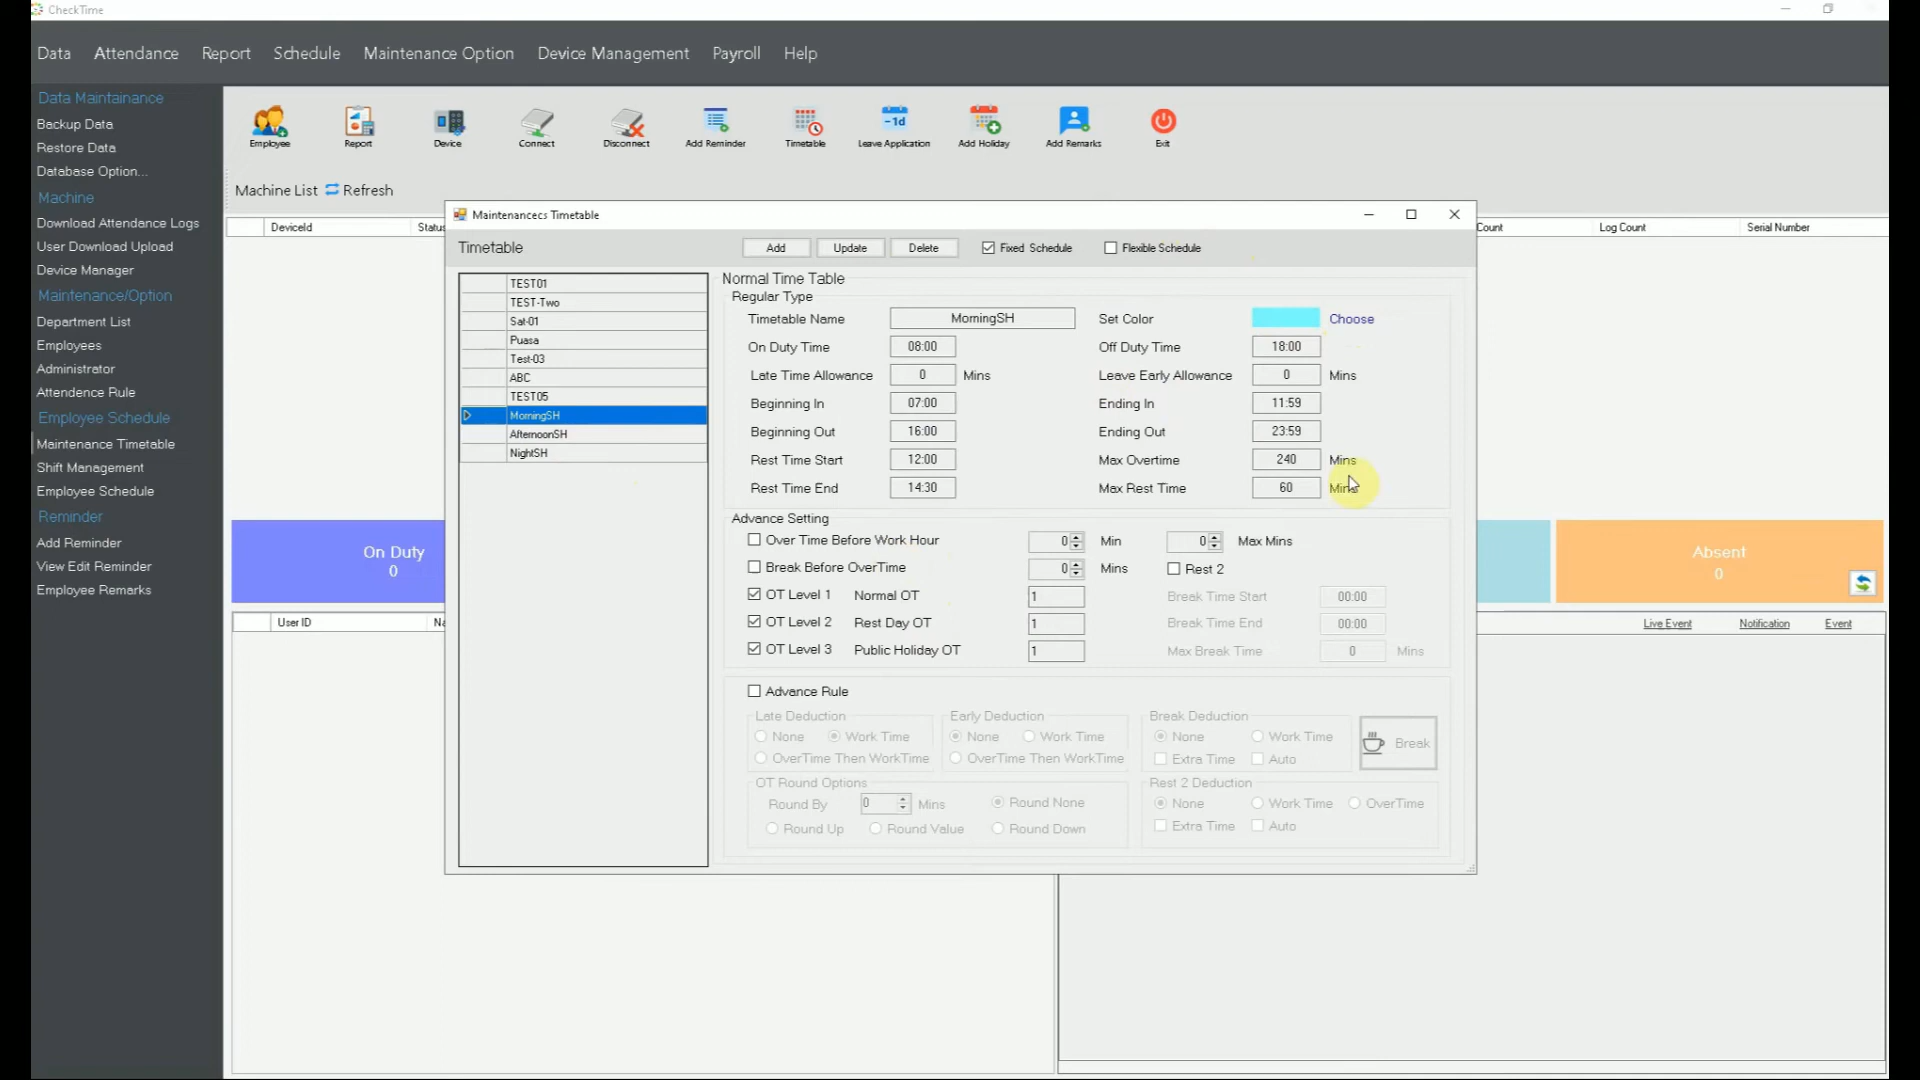 CheckTime
Data Attendance Report Schedule Maintenance Option Device Management Payroll Help
Data Maintainance
Backup Data
Restore Data
Database Option...
Machine
Download Attendance Logs
User Download Upload
Device Manager
Maintenance/Option
Department List
Employees
Administrator
Attendence Rule
Employee Schedule
Maintenance Timetable
Shift Management
Employee Schedule
Reminder
Add Reminder
View Edit Reminder
Employee Remarks
Employee Report Device Connect Disconnect Add Reminder Timetable Leave Application Add Holiday Add Remarks Exit
-1d
Machine List Refresh
DeviceId Status Count Log Count Serial Number
Maintenancecs Timetable
Timetable Add Update Delete Fixed Schedule Flexible Schedule
TEST01
TEST-Two
Sat-01
Puasa
Test-03
ABC
TEST05
MorningSH
AfternoonSH
NightSH
Normal Time Table
Regular Type
Timetable Name MorningSH Set Color Choose
On Duty Time 08:00 Off Duty Time 18:00
Late Time Allowance 0 Mins Leave Early Allowance 0 Mins
Beginning In 07:00 Ending In 11:59
Beginning Out 16:00 Ending Out 23:59
Rest Time Start 12:00 Max Overtime 240 Mins
Rest Time End 14:30 Max Rest Time 60 Mins
Advance Setting
Over Time Before Work Hour 0 Min 0 Max Mins
Break Before OverTime 0 Mins Rest 2
OT Level 1 Normal OT 1 Break Time Start 00:00
OT Level 2 Rest Day OT 1 Break Time End 00:00
OT Level 3 Public Holiday OT 1 Max Break Time 0 Mins
Advance Rule
Late Deduction Early Deduction Break Deduction
None Work Time None Work Time None Work Time
OverTime Then WorkTime OverTime Then WorkTime Extra Time Auto
Break
OT Round Options Rest 2 Deduction
Round By 0 Mins Round None None Work Time OverTime
Round Up Round Value Round Down Extra Time Auto
On Duty
0
Absent
0
User ID Na Live Event Notification Event